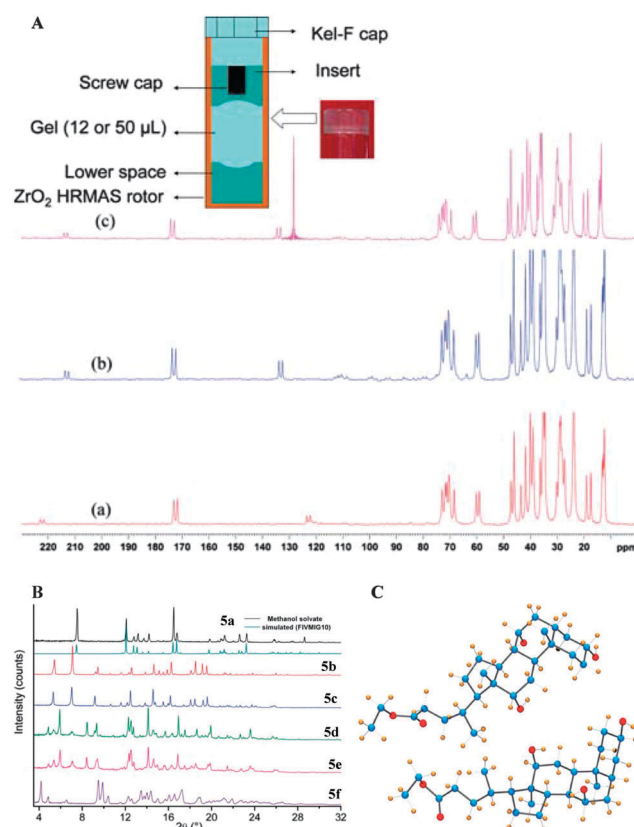 A
Kel-F cap
Screw cap
Insert
Gel (12 or 50 µL)
Lower space
ZrO2 HRMAS rotor
(c)
(b)
(a)
220 210 200 190 180 170 160 150 140 130 120 110 100 90 80 70 60 50 40 30 20 ppm
B
C
Intensity (counts)
5a
Methanol solvate
simulated (FIVMIG10)
5b
5c
5d
5e
5f
4 8 12 16 20 24 28 32
2θ (°)